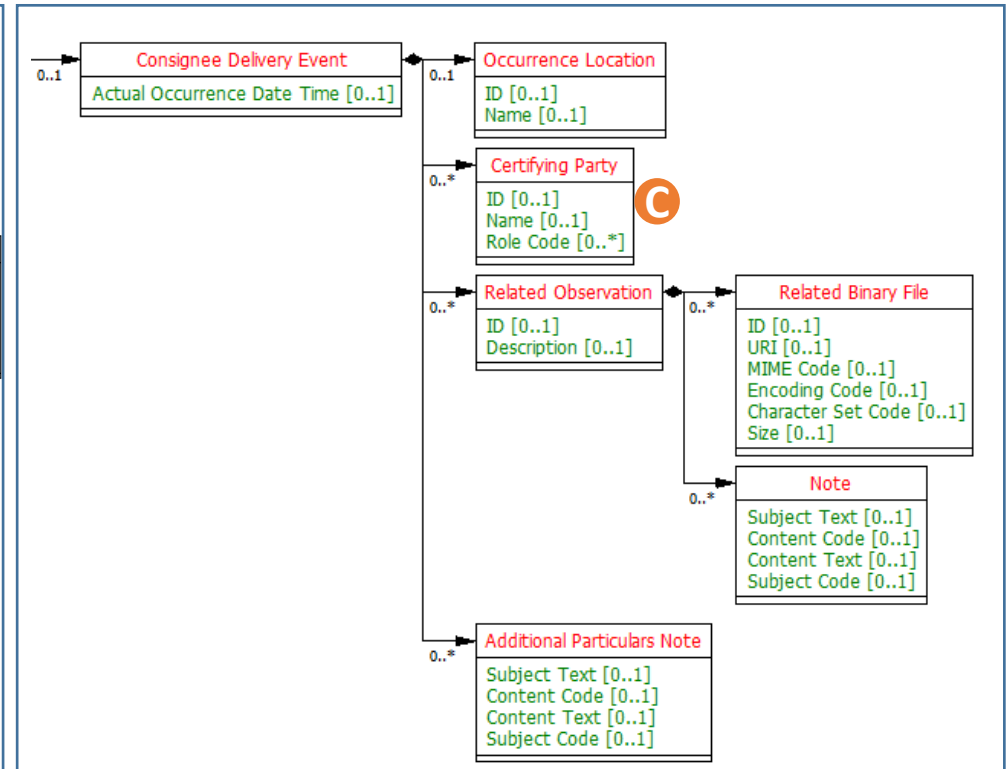 0..1
Consignee Delivery Event
Actual Occurrence Date Time [0..1]
0..1
Occurrence Location
ID [0..1]
Name [0..1]
0..*
Certifying Party
ID [0..1]
Name [0..1]
Role Code [0..*]
C
0..*
Related Observation
ID [0..1]
Description [0..1]
0..*
Related Binary File
ID [0..1]
URI [0..1]
MIME Code [0..1]
Encoding Code [0..1]
Character Set Code [0..1]
Size [0..1]
0..*
Note
Subject Text [0..1]
Content Code [0..1]
Content Text [0..1]
Subject Code [0..1]
0..*
Additional Particulars Note
Subject Text [0..1]
Content Code [0..1]
Content Text [0..1]
Subject Code [0..1]